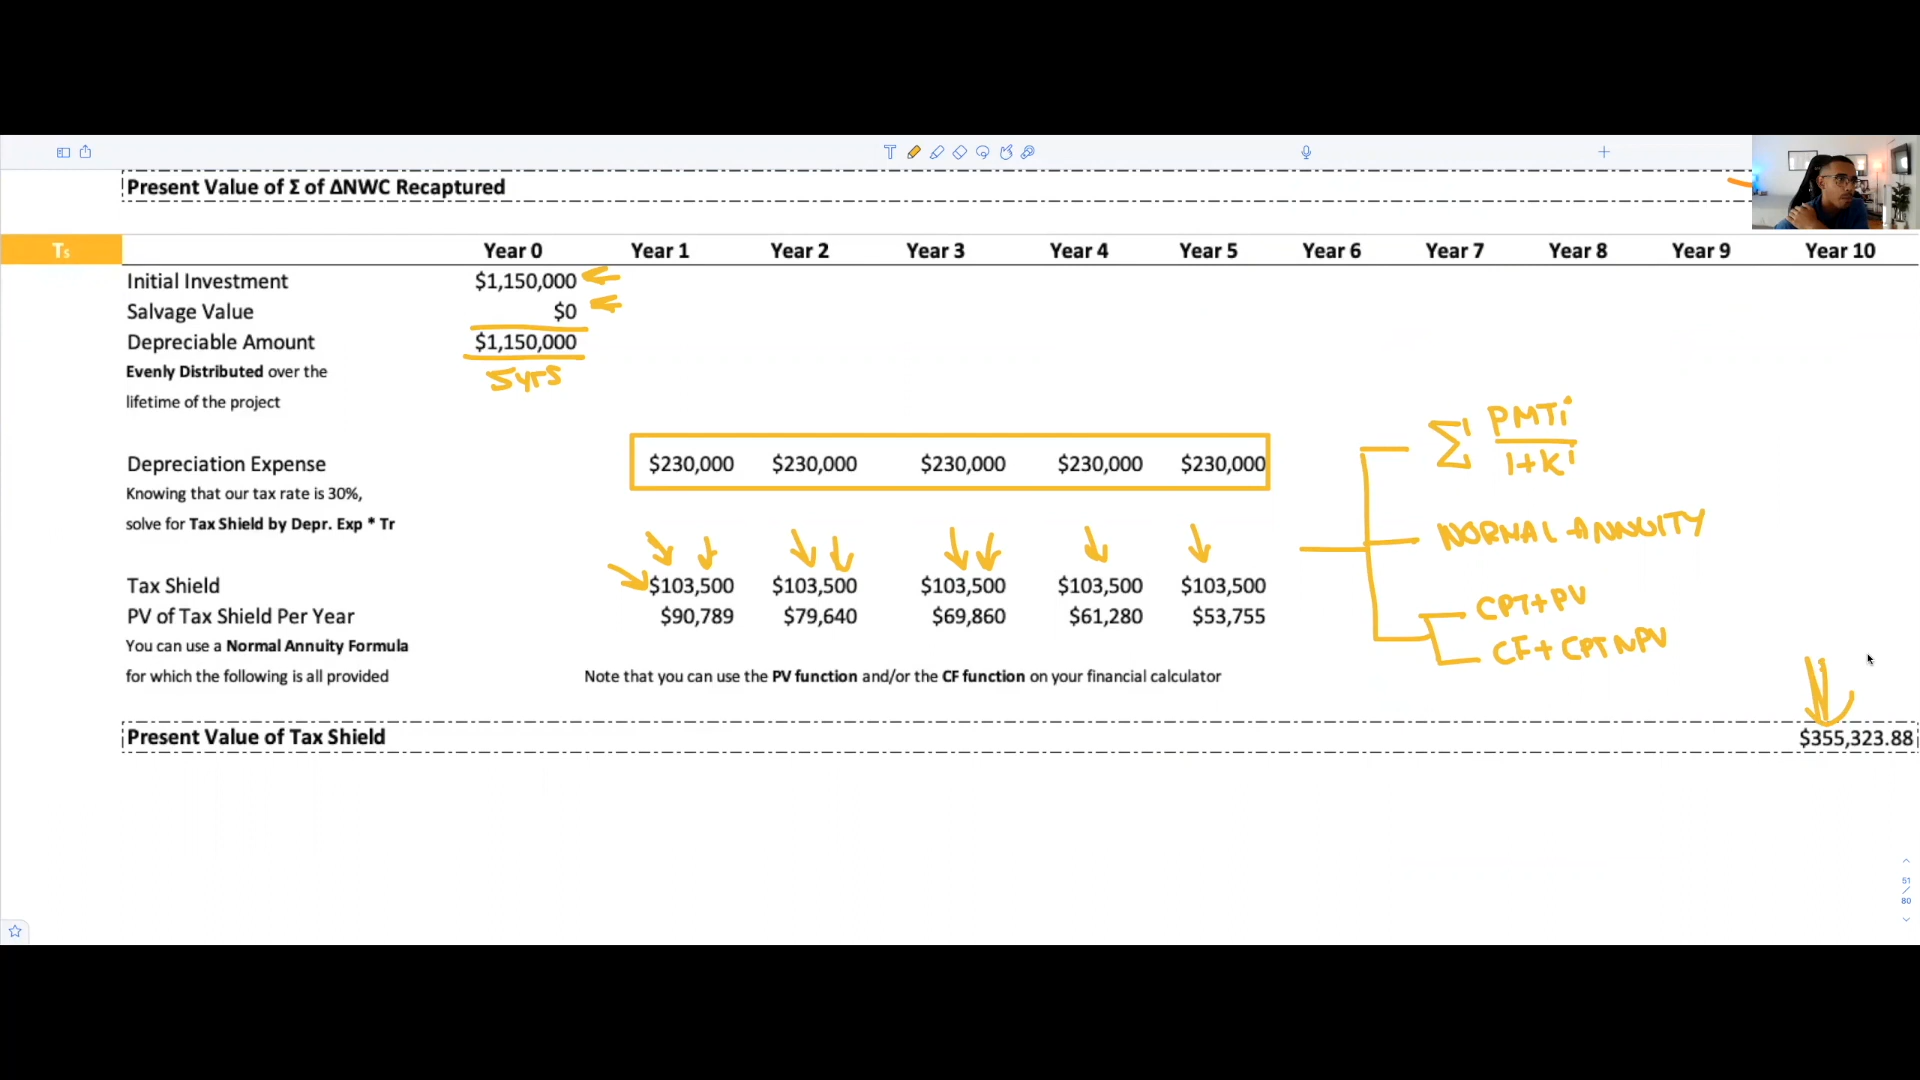 Present Value of Σ of ΔNWC Recaptured
Ts Year 0 Year 1 Year 2 Year 3 Year 4 Year 5 Year 6 Year 7 Year 8 Year 9 Year 10
Initial Investment $1,150,000
Salvage Value $0
Depreciable Amount $1,150,000
Evenly Distributed over the 5yrs
lifetime of the project
Σ PMTi
1+Kⁱ
Depreciation Expense $230,000 $230,000 $230,000 $230,000 $230,000
Knowing that our tax rate is 30%,
solve for Tax Shield by Depr. Exp * Tr
NORMAL ANNUITY
Tax Shield $103,500 $103,500 $103,500 $103,500 $103,500
CPT+PV
PV of Tax Shield Per Year $90,789 $79,640 $69,860 $61,280 $53,755
You can use a Normal Annuity Formula
CF+CPTNPV
for which the following is all provided Note that you can use the PV function and/or the CF function on your financial calculator
Present Value of Tax Shield $355,323.88
51
/
80